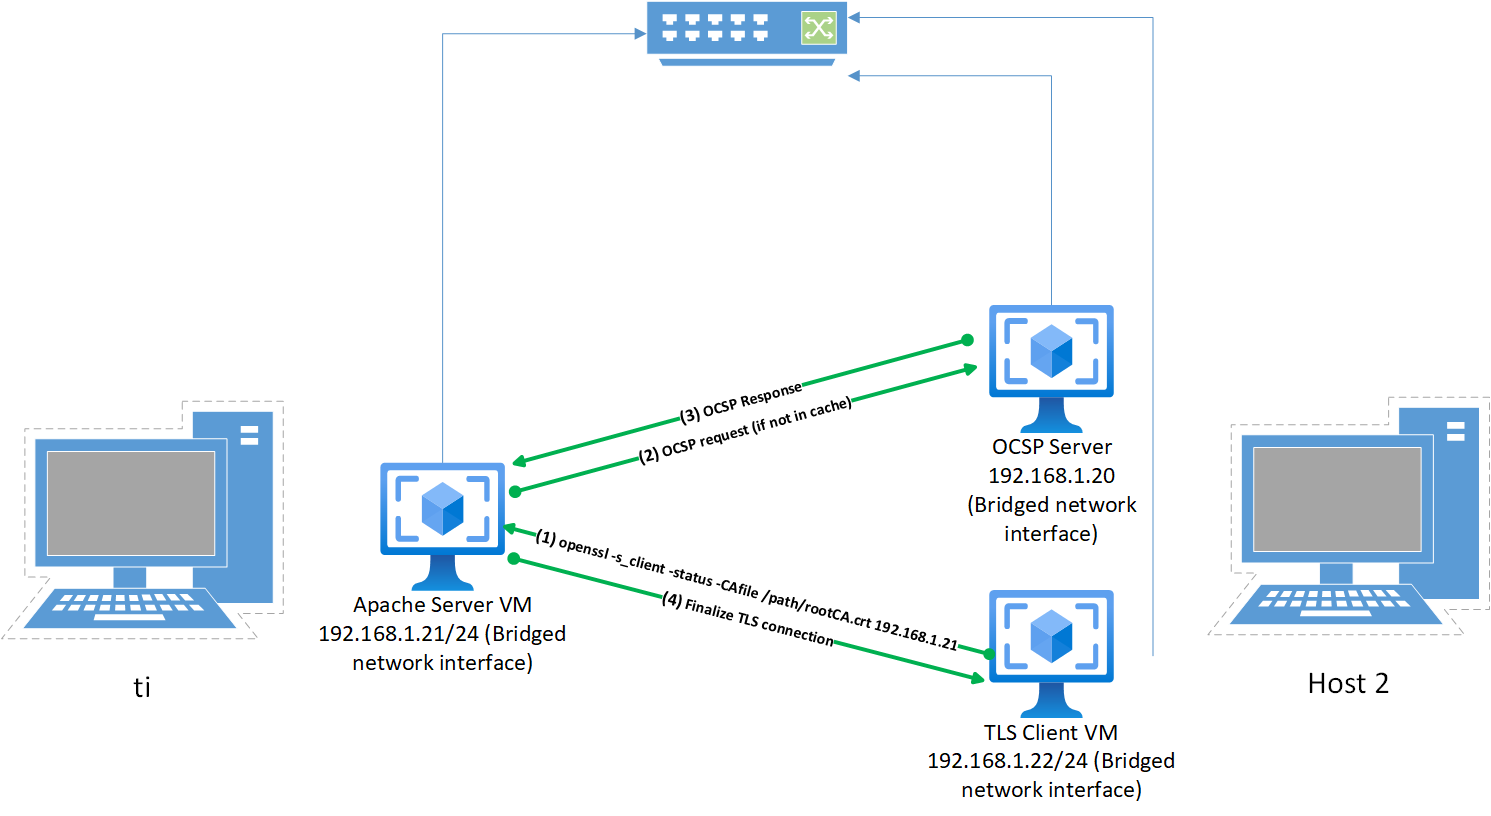 (3) OCSP Response
(2) OCSP request (if not in cache)
OCSP Server
192.168.1.20
(Bridged network
interface)
(1) openssl -s_client -status -CAfile /path/rootCA.crt 192.168.1.21
(4) Finalize TLS connection
Apache Server VM
192.168.1.21/24 (Bridged
network interface)
ti
Host 2
TLS Client VM
192.168.1.22/24 (Bridged
network interface)